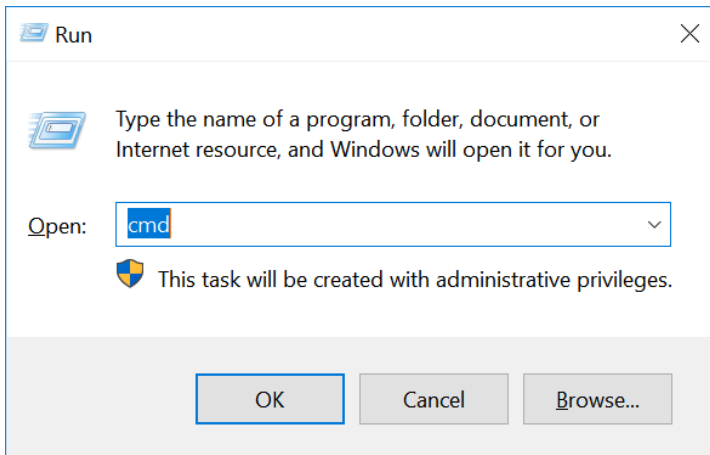 Run
Type the name of a program, folder, document, or
Internet resource, and Windows will open it for you.
Open: cmd
This task will be created with administrative privileges.
OK Cancel Browse...